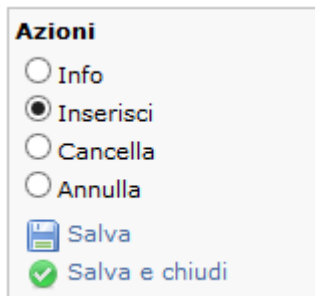 Azioni
Info
Inserisci
Cancella
Annulla
Salva
Salva e chiudi